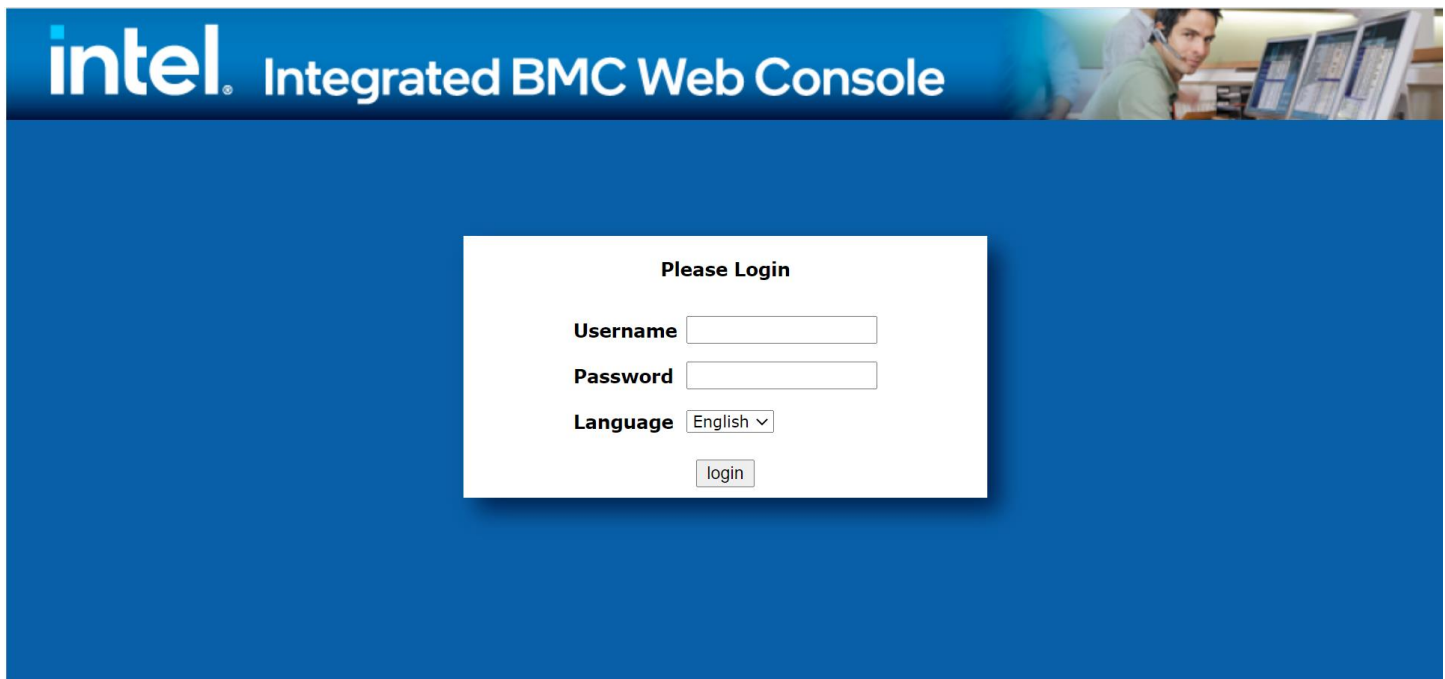 intel® Integrated BMC Web Console
Please Login
Username
Password
Language English
login